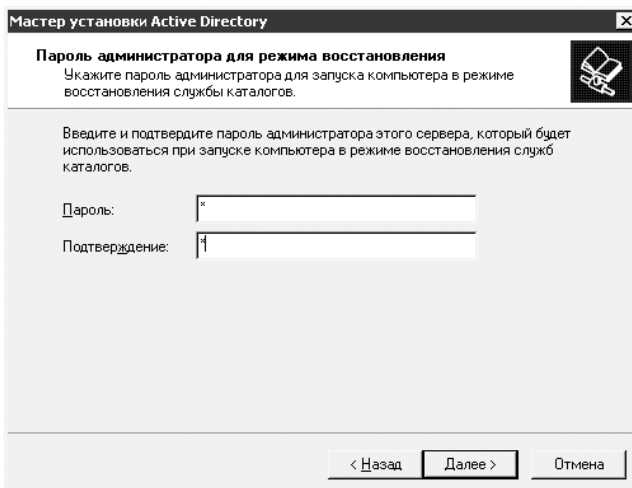 Мастер установки Active Directory
Пароль администратора для режима восстановления
Укажите пароль администратора для запуска компьютера в режиме
восстановления службы каталогов.
Введите и подтвердите пароль администратора этого сервера, который будет
использоваться при запуске компьютера в режиме восстановления служб
каталогов.
Пароль: *
Подтверждение: *
< Назад Далее > Отмена